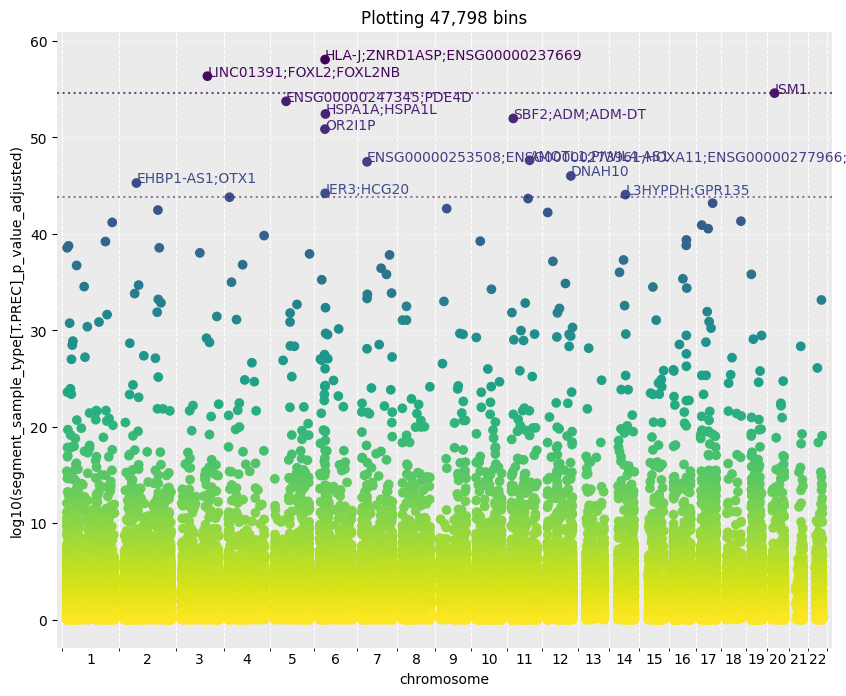 Plotting 47,798 bins
60
HLA-J;ZNRD1ASP;ENSG00000237669
LINC01391;FOXL2;FOXL2NB
ISM1
ENSG00000247345;PDE4D
HSPA1A;HSPA1L
SBF2;ADM;ADM-DT
OR2I1P
50
ENSG00000253508;ENSG00000273961;HOXA11;ENSG00000277966;
DNAH10
EHBP1-AS1;OTX1
IER3;HCG20
L3HYPDH;GPR135
40
30
20
10
0
log10(segment_sample_type[T.PREC]_p_value_adjusted)
1 2 3 4 5 6 7 8 9 10 11 12 13 14 15 16 17 18 19 20 21 22
chromosome